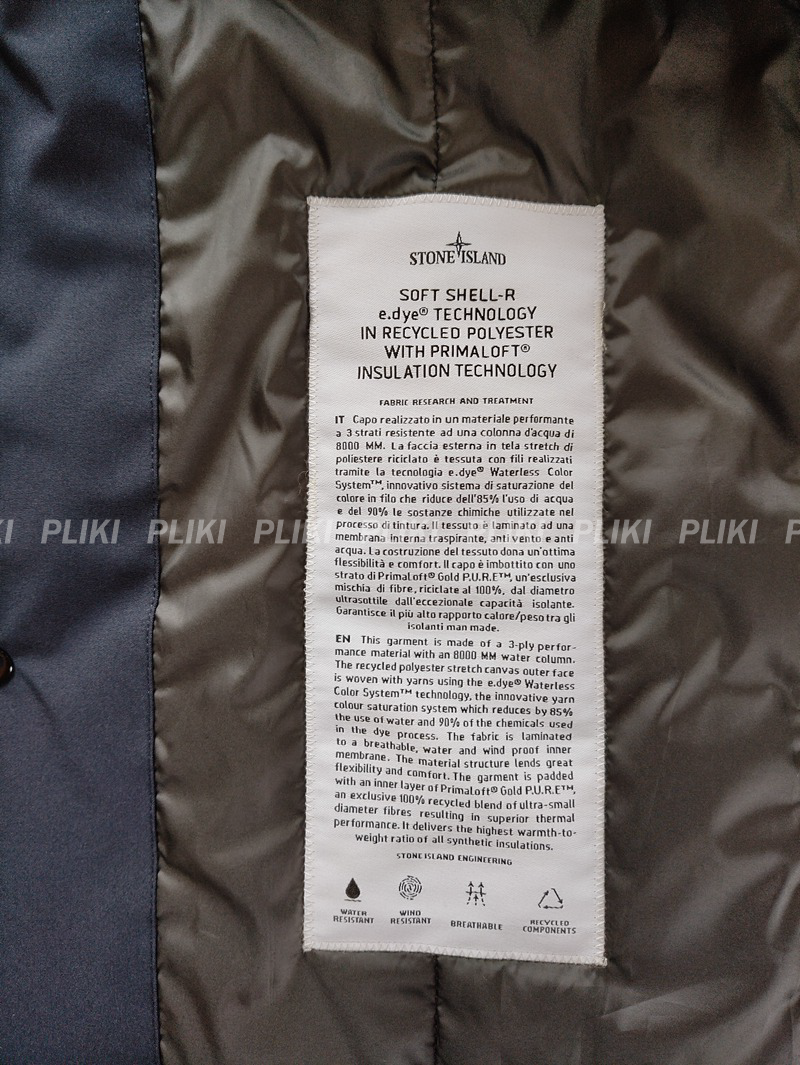 STONE ISLAND
SOFT SHELL-R
e.dye® TECHNOLOGY
IN RECYCLED POLYESTER
WITH PRIMALOFT®
INSULATION TECHNOLOGY
FABRIC RESEARCH AND TREATMENT
IT Capo realizzato in un materiale performante
a 3 strati resistente ad una colonna d'acqua di
8000 MM. La faccia esterna in tela stretch di
poliestere riciclato è tessuta con fili realizzati
tramite la tecnologia e.dye® Waterless Color
System™, innovativo sistema di saturazione del
colore in filo che riduce dell'85% l'uso di acqua
e del 90% le sostanze chimiche utilizzate nel
processo di tintura. Il tessuto è laminato ad una
membrana interna traspirante, antivento e anti
acqua. La costruzione del tessuto dona un'ottima
flessibilità e comfort. Il capo è imbottito con uno
strato di PrimaLoft® Gold P.U.R.E™, un'esclusiva
mischia di fibre, riciclate al 100%, dal diametro
ultrasottile dall'eccezionale capacità isolante.
Garantisce il più alto rapporto calore/peso tra gli
isolanti man made.
EN This garment is made of a 3-ply perfor-
mance material with an 8000 MM water column.
The recycled polyester stretch canvas outer face
is woven with yarns using the e.dye® Waterless
Color System™ technology, the innovative yarn
colour saturation system which reduces by 85%
the use of water and 90% of the chemicals used
in the dye process. The fabric is laminated
to a breathable, water and wind proof inner
membrane. The material structure lends great
flexibility and comfort. The garment is padded
with an inner layer of PrimaLoft® Gold P.U.R.E™,
an exclusive 100% recycled blend of ultra-small
diameter fibres resulting in superior thermal
performance. It delivers the highest warmth-to-
weight ratio of all synthetic insulations.
STONE ISLAND ENGINEERING
WATER RESISTANT
WIND RESISTANT
BREATHABLE
RECYCLED COMPONENTS
PLIKI PLIKI PLIKI PLIKI PLIKI PLIKI PLIKI